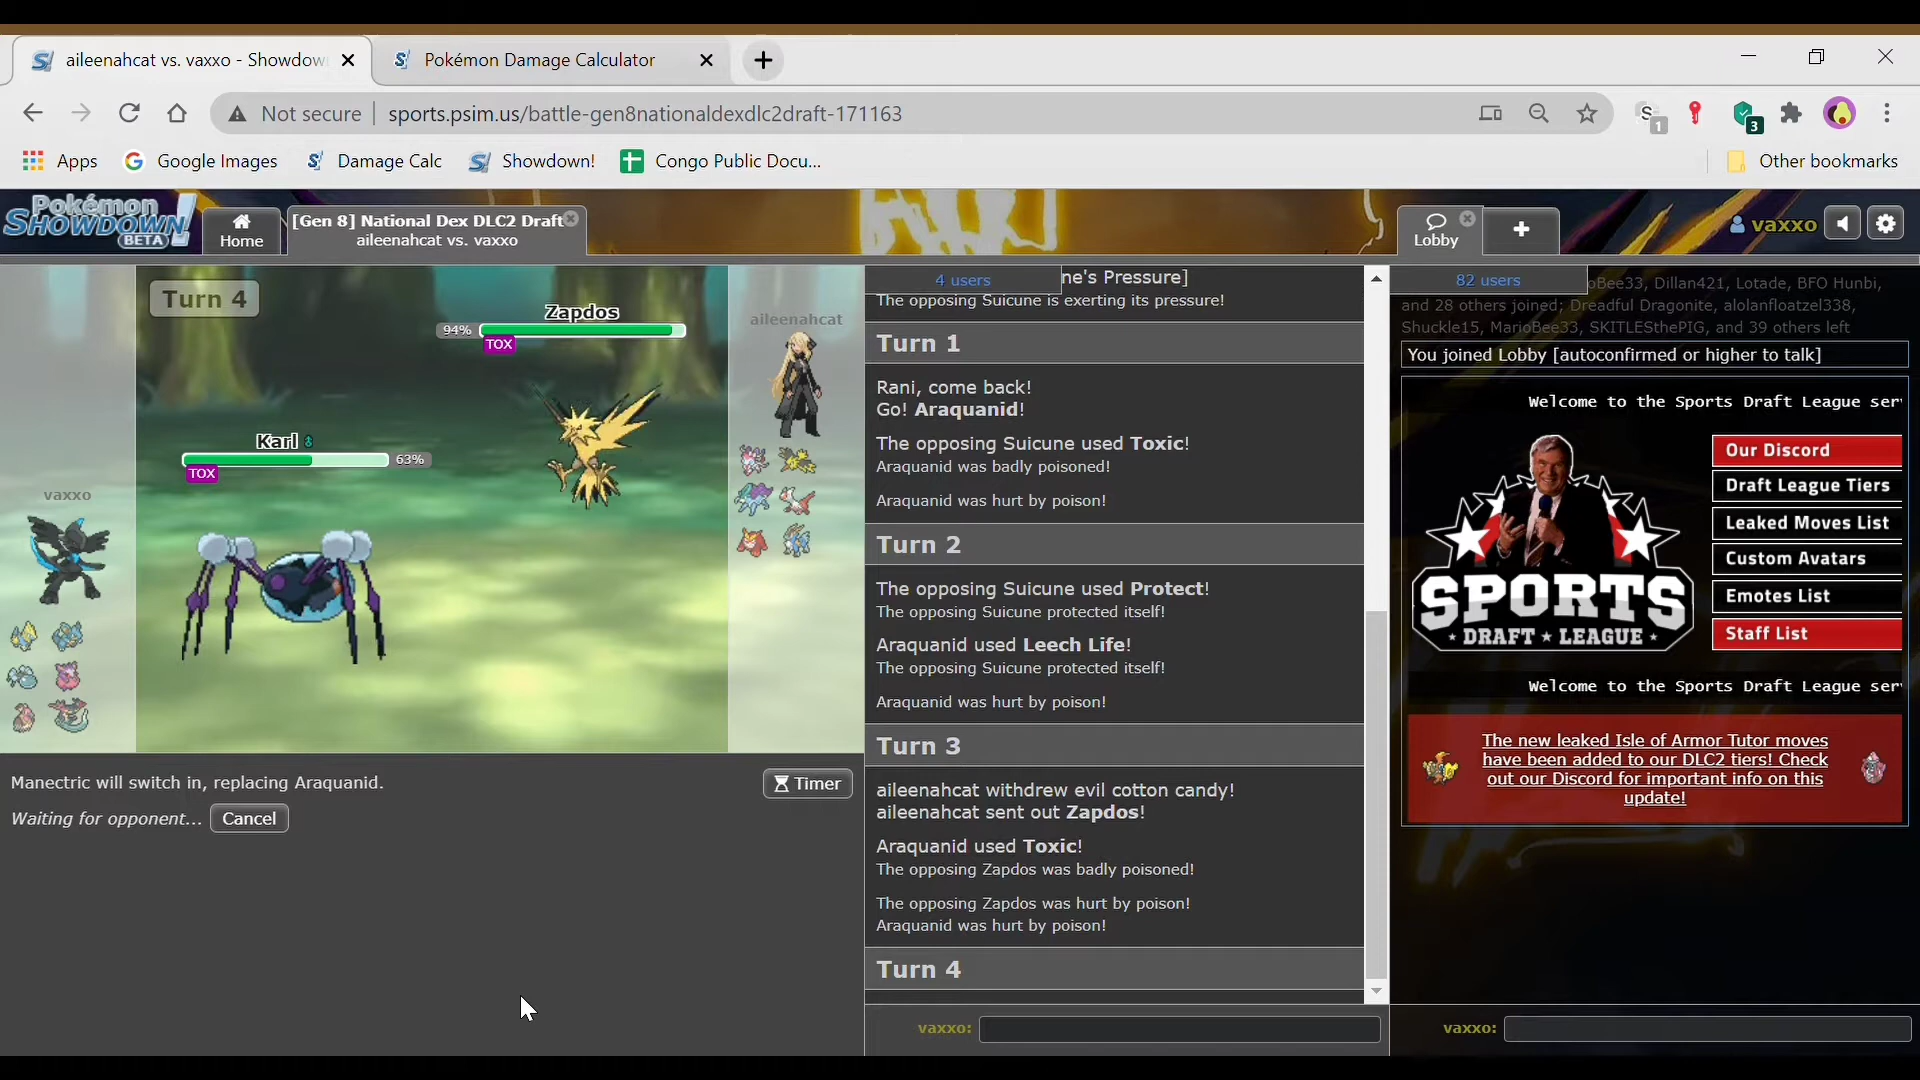 aileenahcat vs. vaxxo - Showdow
Pokémon Damage Calculator
Not secure
sports.psim.us/battle-gen8nationaldexdlc2draft-171163
S
1
3
Apps
Google Images
Damage Calc
Showdown!
Congo Public Docu...
Other bookmarks
Pokémon
SHOWDOWN!
BETA
Home
[Gen 8] National Dex DLC2 Draft
aileenahcat vs. vaxxo
Lobby
vaxxo
Turn 4
Zapdos
94%
TOX
Karl
63%
TOX
aileenahcat
vaxxo
Manectric will switch in, replacing Araquanid.
Timer
Waiting for opponent...
Cancel
4 users
ne's Pressure]
The opposing Suicune is exerting its pressure!
Turn 1
Rani, come back!
Go! Araquanid!
The opposing Suicune used Toxic!
Araquanid was badly poisoned!
Araquanid was hurt by poison!
Turn 2
The opposing Suicune used Protect!
The opposing Suicune protected itself!
Araquanid used Leech Life!
The opposing Suicune protected itself!
Araquanid was hurt by poison!
Turn 3
aileenahcat withdrew evil cotton candy!
aileenahcat sent out Zapdos!
Araquanid used Toxic!
The opposing Zapdos was badly poisoned!
The opposing Zapdos was hurt by poison!
Araquanid was hurt by poison!
Turn 4
vaxxo:
82 users
oBee33, Dillan421, Lotade, BFO Hunbi,
and 28 others joined; Dreadful Dragonite, alolanfloatzel338,
Shuckle15, MarioBee33, SKITLESthePIG, and 39 others left
You joined Lobby [autoconfirmed or higher to talk]
Welcome to the Sports Draft League ser
Our Discord
Draft League Tiers
Leaked Moves List
Custom Avatars
Emotes List
Staff List
SPORTS
DRAFT LEAGUE
Welcome to the Sports Draft League ser
The new leaked Isle of Armor Tutor moves
have been added to our DLC2 tiers! Check
out our Discord for important info on this
update!
vaxxo: